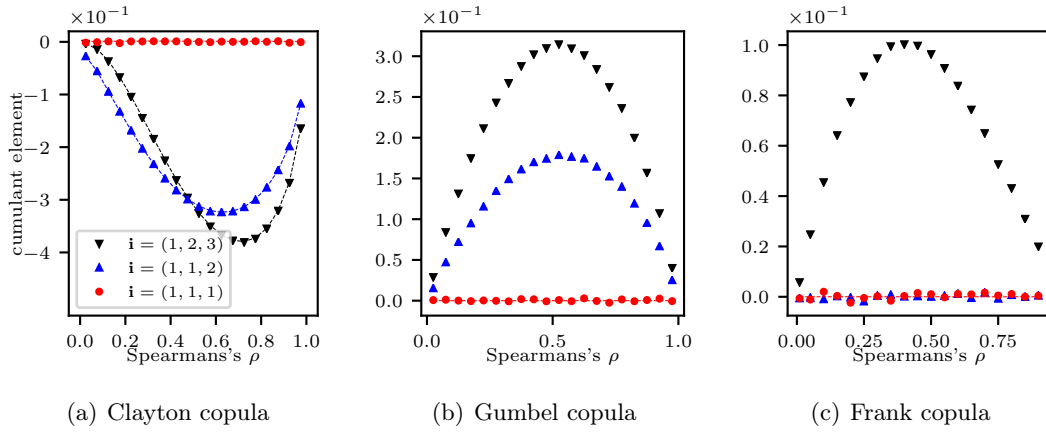 ×10⁻¹
0
−1
−2
−3
−4
cumulant element
i = (1, 2, 3)
i = (1, 1, 2)
i = (1, 1, 1)
0.0 0.2 0.4 0.6 0.8 1.0
Spearmans's ρ
(a) Clayton copula
×10⁻¹
3.0
2.5
2.0
1.5
1.0
0.5
0.0
0.0 0.5 1.0
Spearmans's ρ
(b) Gumbel copula
×10⁻¹
1.0
0.8
0.6
0.4
0.2
0.0
0.00 0.25 0.50 0.75
Spearmans's ρ
(c) Frank copula